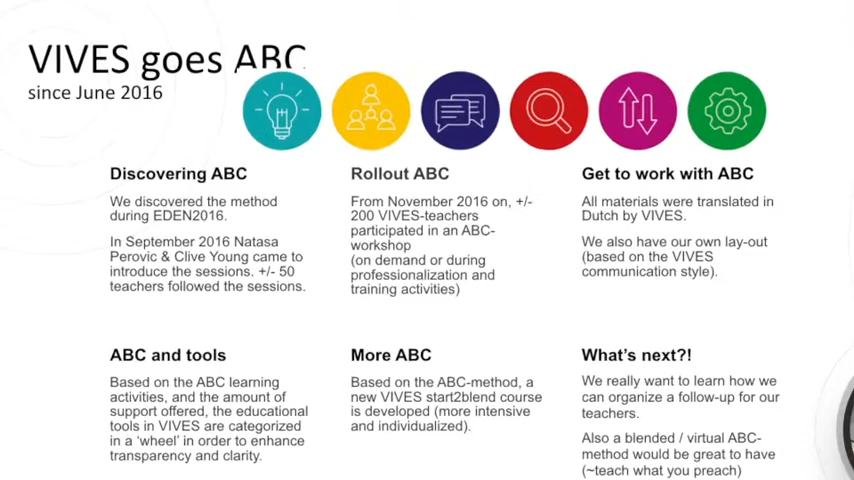 VIVES goes ABC
since June 2016
Discovering ABC
We discovered the method
during EDEN2016.
In September 2016 Natasa
Perovic & Clive Young came to
introduce the sessions. +/- 50
teachers followed the sessions.
Rollout ABC
From November 2016 on, +/-
200 VIVES-teachers
participated in an ABC-
workshop
(on demand or during
professionalization and
training activities)
Get to work with ABC
All materials were translated in
Dutch by VIVES.
We also have our own lay-out
(based on the VIVES
communication style).
ABC and tools
Based on the ABC learning
activities, and the amount of
support offered, the educational
tools in VIVES are categorized
in a ‘wheel’ in order to enhance
transparency and clarity.
More ABC
Based on the ABC-method, a
new VIVES start2blend course
is developed (more intensive
and individualized).
What’s next?!
We really want to learn how we
can organize a follow-up for our
teachers.
Also a blended / virtual ABC-
method would be great to have
(~teach what you preach)